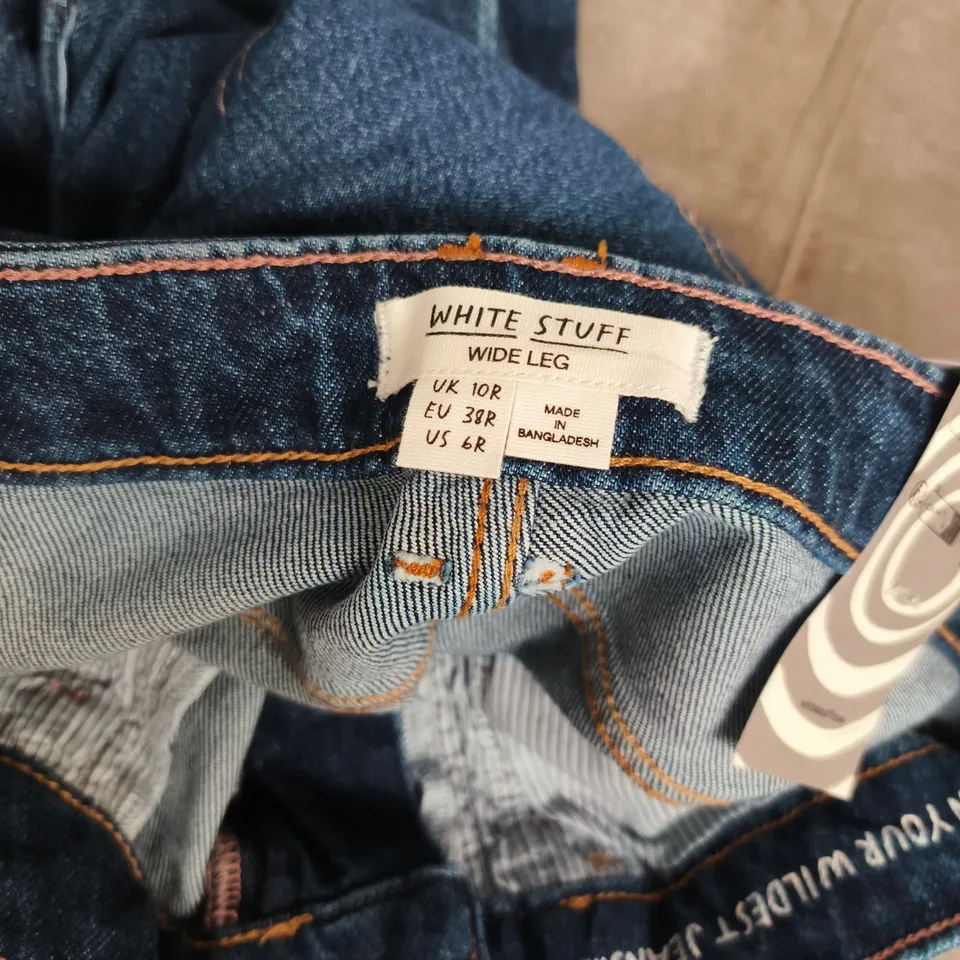 WHITE STUFF
WIDE LEG
UK 10R
EU 38R
US 6R
MADE
IN
BANGLADESH
YOUR WILDEST JEANS